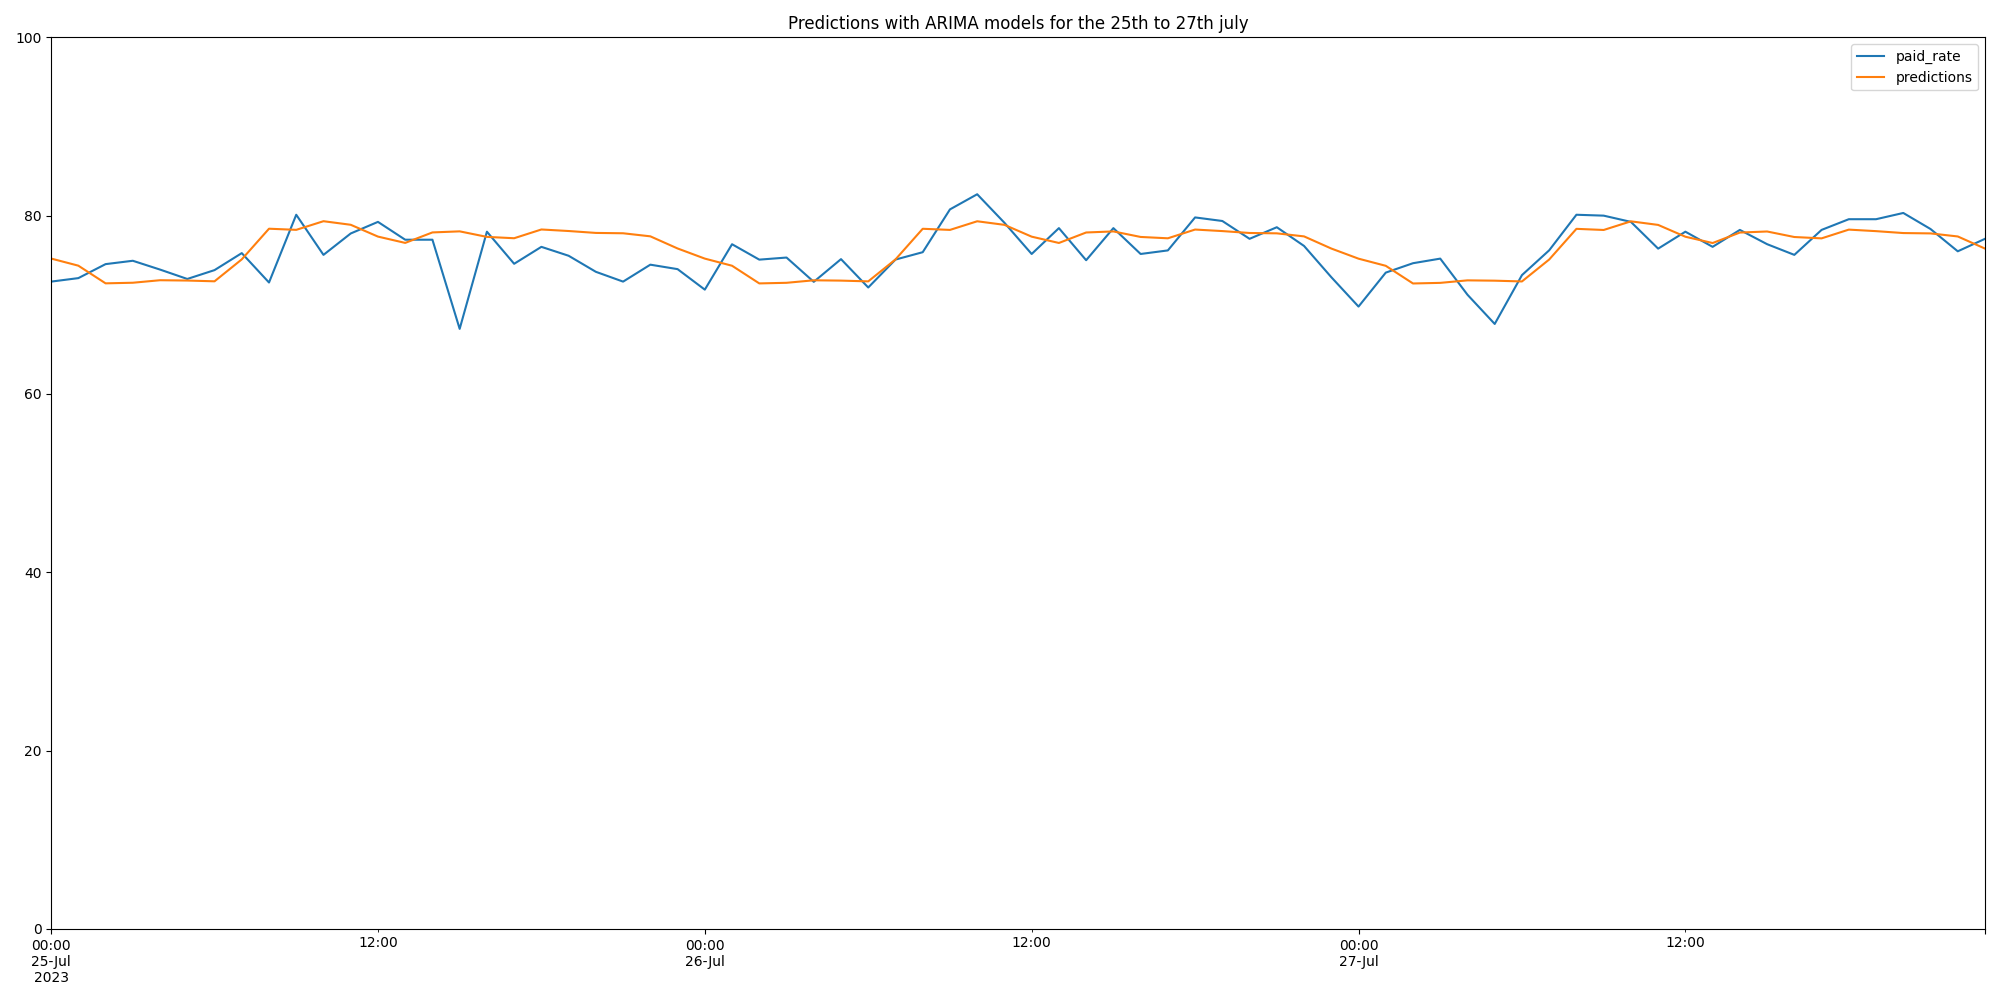 Predictions with ARIMA models for the 25th to 27th july
100
paid_rate
predictions
80
60
40
20
0
00:00
25-Jul
2023
12:00
00:00
26-Jul
12:00
00:00
27-Jul
12:00